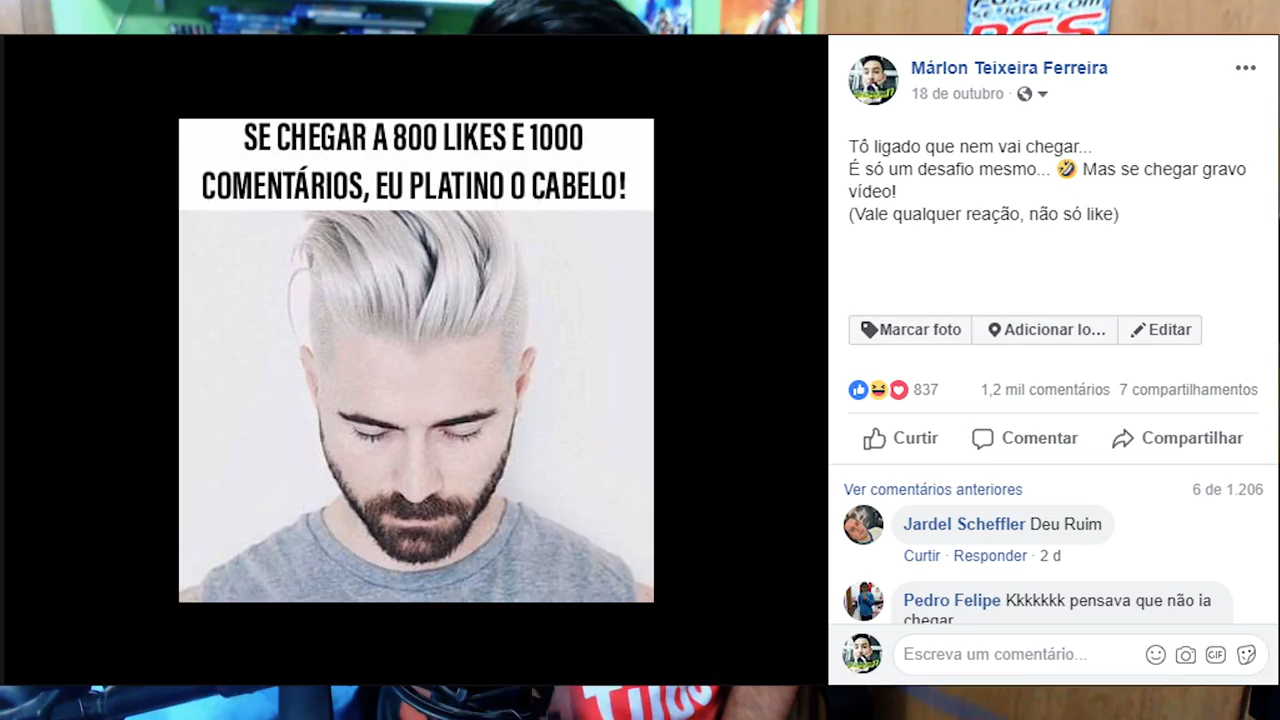 SE JOGA.COM
SE CHEGAR A 800 LIKES E 1000
COMENTÁRIOS, EU PLATINO O CABELO!
Márlon Teixeira Ferreira
18 de outubro ·
Tô ligado que nem vai chegar...
É só um desafio mesmo... 🤣 Mas se chegar gravo
vídeo!
(Vale qualquer reação, não só like)
Marcar foto
Adicionar lo...
Editar
837
1,2 mil comentários 7 compartilhamentos
Curtir
Comentar
Compartilhar
Ver comentários anteriores
6 de 1.206
Jardel Scheffler Deu Ruim
Curtir · Responder · 2 d
Pedro Felipe Kkkkkkk pensava que não ia
chegar
Escreva um comentário...
GIF